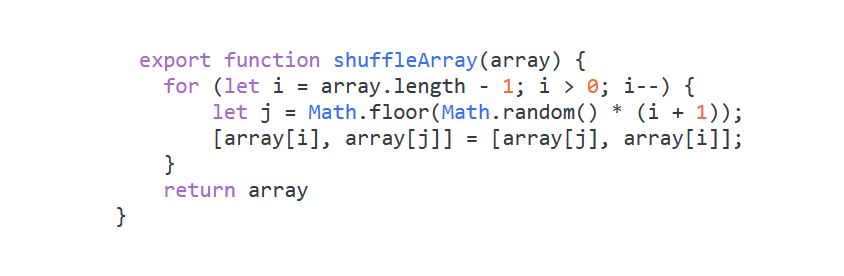 export function shuffleArray(array) {
for (let i = array.length - 1; i > 0; i--) {
let j = Math.floor(Math.random() * (i + 1));
[array[i], array[j]] = [array[j], array[i]];
}
return array
}